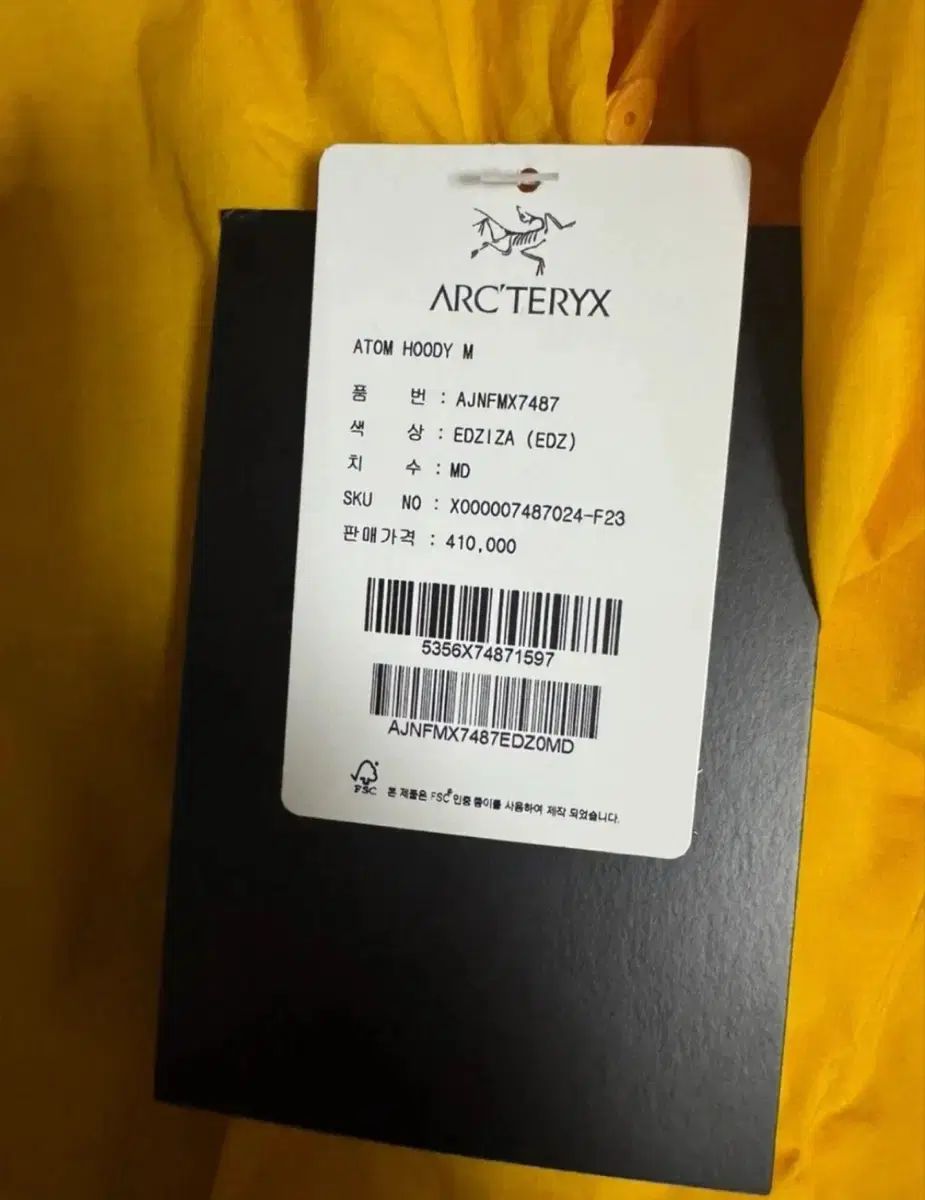 ARC'TERYX
ATOM HOODY M
품 번 : AJNFMX7487
색 상 : EDZIZA (EDZ)
치 수 : MD
SKU NO : X000007487024-F23
판매가격 : 410,000
5356X74871597
AJNFMX7487EDZ0MD
FSC 본 제품은 FSC® 인증 종이를 사용하여 제작 되었습니다.